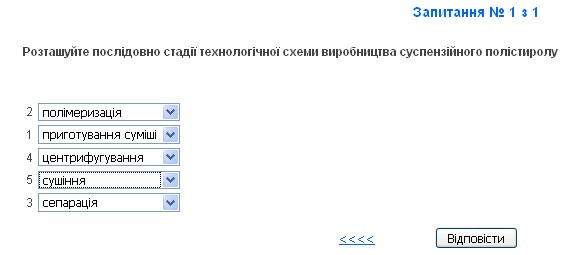 Запитання № 1 з 1
Розташуйте послідовно стадії технологічної схеми виробництва суспензійного полістиролу
2 полімеризація
1 приготування суміші
4 центрифугування
5 сушіння
3 сепарація
<<<< Відповісти